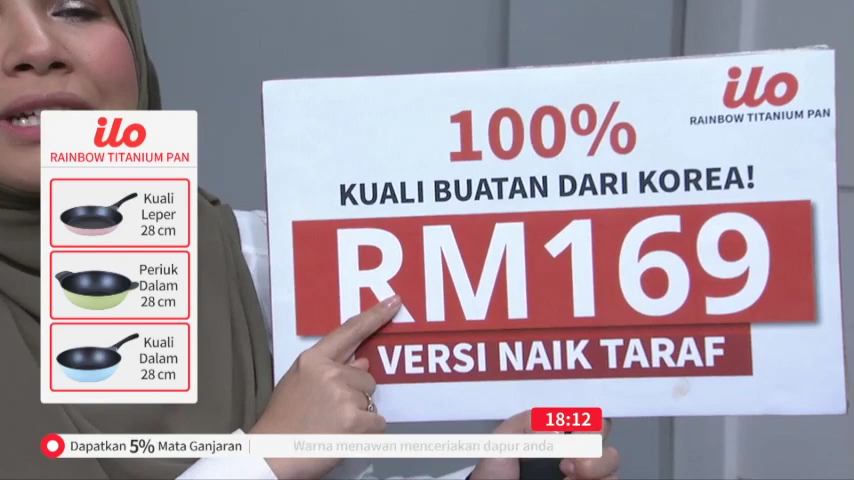 ilo
RAINBOW TITANIUM PAN
100%
KUALI BUATAN DARI KOREA!
RM169
VERSI NAIK TARAF
ilo
RAINBOW TITANIUM PAN
Kuali
Leper
28 cm
Periuk
Dalam
28 cm
Kuali
Dalam
28 cm
18:12
Dapatkan 5% Mata Ganjaran
Warna menawan menceriakan dapur anda